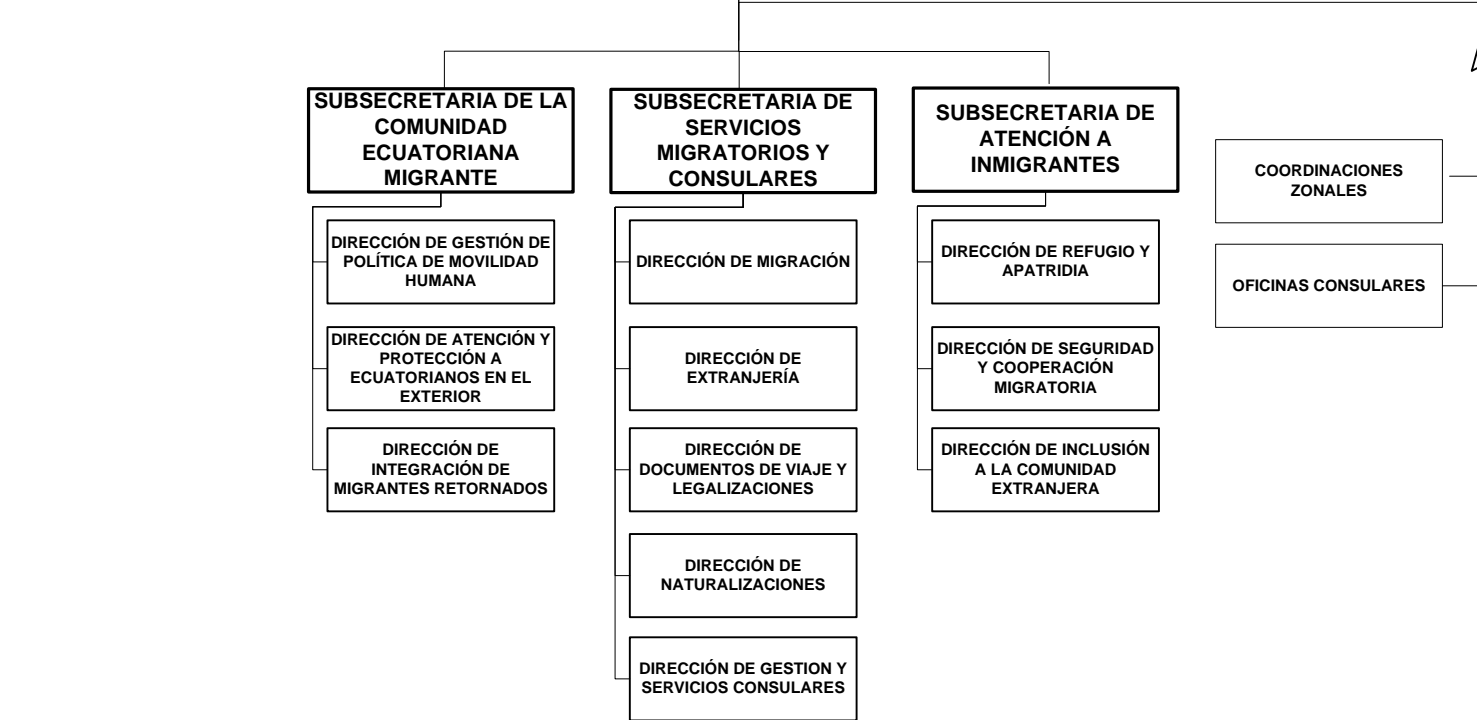 SUBSECRETARIA DE LA
COMUNIDAD
ECUATORIANA
MIGRANTE
DIRECCIÓN DE GESTIÓN DE
POLÍTICA DE MOVILIDAD
HUMANA
DIRECCIÓN DE ATENCIÓN Y
PROTECCIÓN A
ECUATORIANOS EN EL
EXTERIOR
DIRECCIÓN DE
INTEGRACIÓN DE
MIGRANTES RETORNADOS
SUBSECRETARIA DE
SERVICIOS
MIGRATORIOS Y
CONSULARES
DIRECCIÓN DE MIGRACIÓN
DIRECCIÓN DE
EXTRANJERÍA
DIRECCIÓN DE
DOCUMENTOS DE VIAJE Y
LEGALIZACIONES
DIRECCIÓN DE
NATURALIZACIONES
DIRECCIÓN DE GESTION Y
SERVICIOS CONSULARES
SUBSECRETARIA DE
ATENCIÓN A
INMIGRANTES
DIRECCIÓN DE REFUGIO Y
APATRIDIA
DIRECCIÓN DE SEGURIDAD
Y COOPERACIÓN
MIGRATORIA
DIRECCIÓN DE INCLUSIÓN
A LA COMUNIDAD
EXTRANJERA
COORDINACIONES
ZONALES
OFICINAS CONSULARES